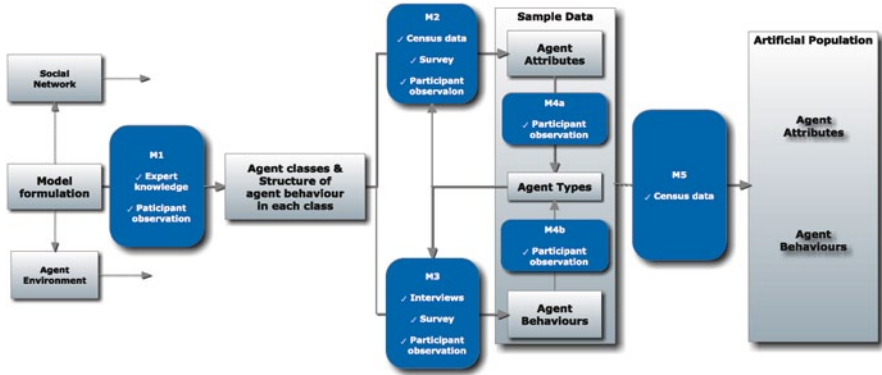 Social
Network
Model
formulation
Agent
Environment
M1
✓ Expert
knowledge
✓ Paticipant
observation
Agent classes &
Structure of
agent behaviour
in each class
M2
✓ Census data
✓ Survey
✓ Participant
observaion
M3
✓ Interviews
✓ Survey
✓ Participant
observation
Sample Data
Agent
Attributes
M4a
✓ Participant
observation
Agent Types
M4b
✓ Participant
observation
Agent
Behaviours
M5
✓ Census data
Artificial Population
Agent
Attributes
Agent
Behaviours